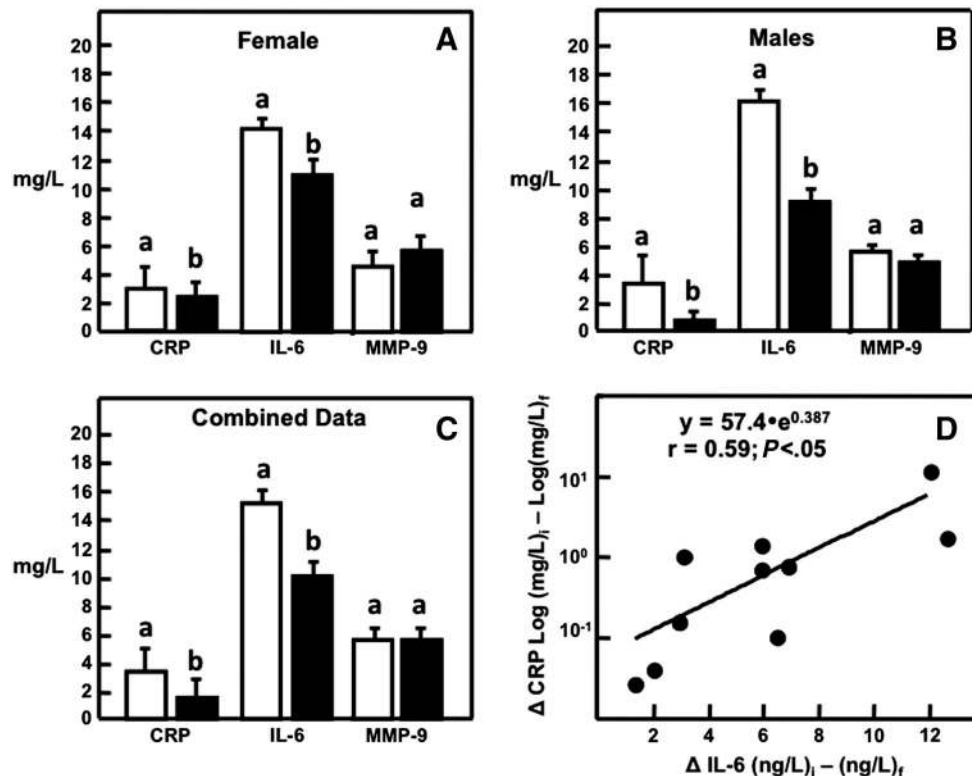 Female
A
20
18
16
14
12
10
8
6
4
2
0
mg/L
a
b
a
b
a
a
CRP
IL-6
MMP-9
Males
B
20
18
16
14
12
10
8
6
4
2
0
mg/L
a
b
a
b
a
a
CRP
IL-6
MMP-9
Combined Data
C
20
18
16
14
12
10
8
6
4
2
0
mg/L
a
b
a
b
a
a
CRP
IL-6
MMP-9
y = 57.4•e^0.387
D
r = 0.59; P<.05
10^1
10^0
10^-1
Δ CRP Log (mg/L)i – Log(mg/L)f
2 4 6 8 10 12
Δ IL-6 (ng/L)i – (ng/L)f